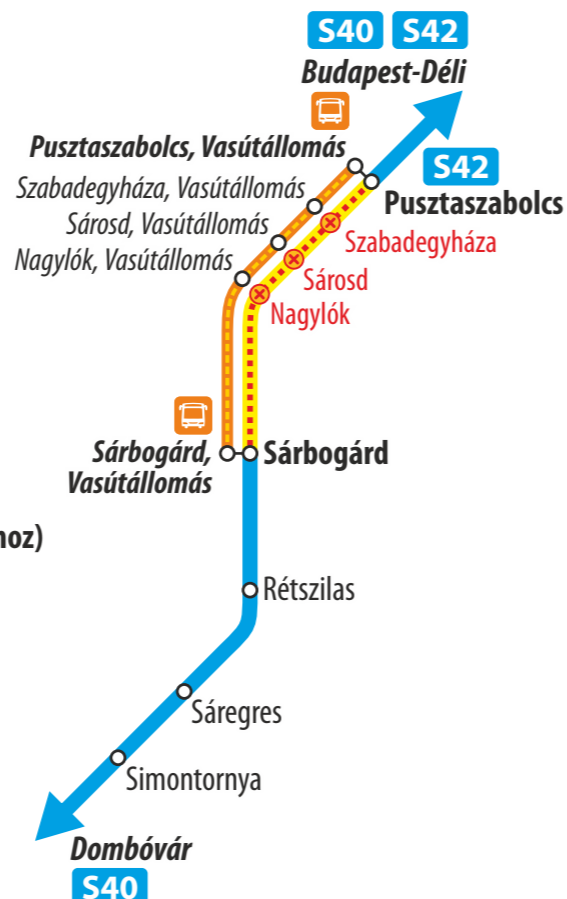 S40 S42
Budapest-Déli
Pusztaszabolcs, Vasútállomás
S42
Szabadegyháza, Vasútállomás
Pusztaszabolcs
Sárosd, Vasútállomás
Szabadegyháza
Nagylók, Vasútállomás
Sárosd
Nagylók
Sárbogárd,
Vasútállomás
Sárbogárd
hoz)
Rétszilas
Sáregres
Simontornya
Dombóvár
S40